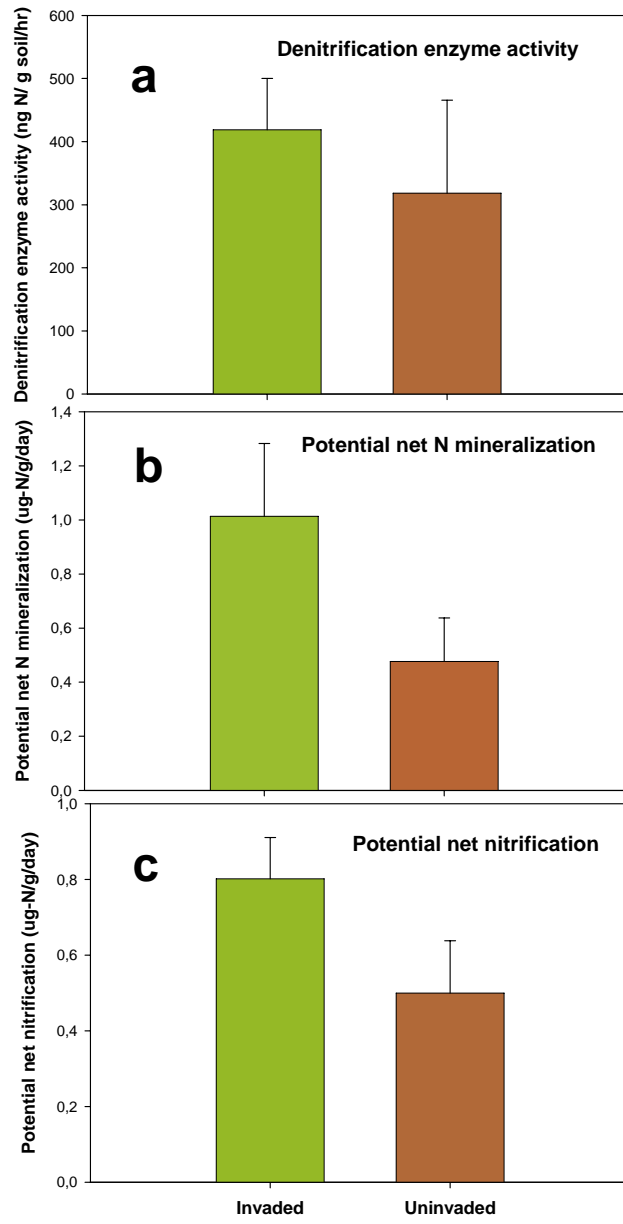 Denitrification enzyme activity (ng N/ g soil/hr)
600
500
400
300
200
100
0
a
Denitrification enzyme activity
Potential net N mineralization (ug-N/g/day)
1,4
1,2
1,0
0,8
0,6
0,4
0,2
0,0
b
Potential net N mineralization
Potential net nitrification (ug-N/g/day)
1,0
0,8
0,6
0,4
0,2
0,0
c
Potential net nitrification
Invaded
Uninvaded